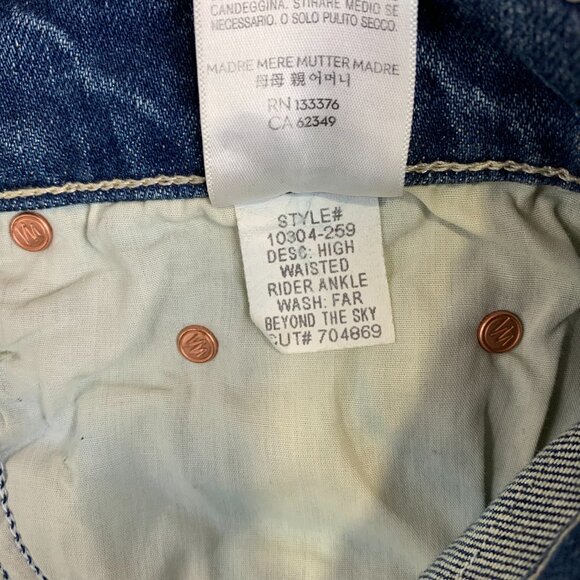 CANDEGGINA. STIRARE MEDIO SE
NECESSARIO. O SOLO PULITO SECCO.
MADRE MERE MUTTER MADRE
母母 親 어머니
RN 133376
CA 62349
STYLE#
10304-259
DESC: HIGH
WAISTED
RIDER ANKLE
WASH: FAR
BEYOND THE SKY
CUT# 704869